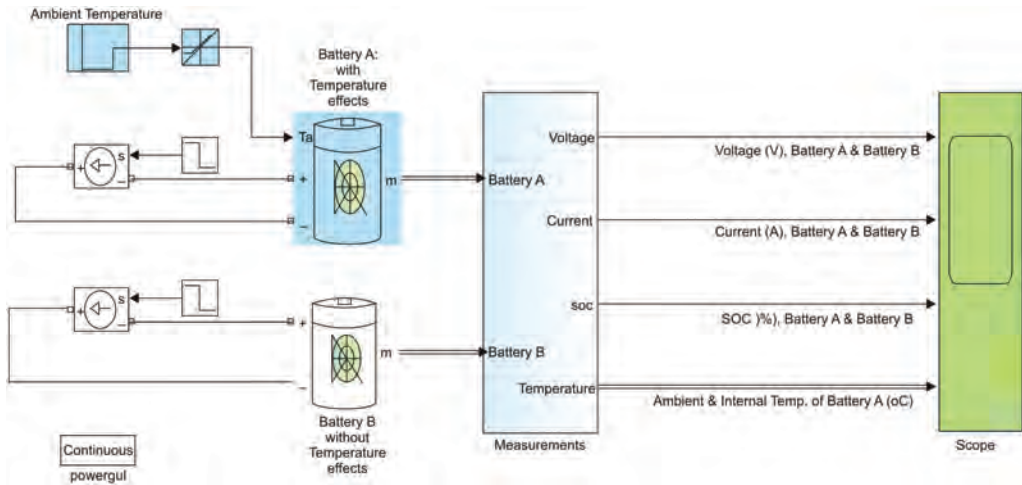 Ambient Temperature
Battery A:
with
Temperature
effects
Ta
+
−
m
s
+
−
Battery A
Battery B
Voltage
Current
soc
Temperature
Measurements
Voltage (V), Battery A & Battery B
Current (A), Battery A & Battery B
SOC )%), Battery A & Battery B
Ambient & Internal Temp. of Battery A (oC)
Scope
s
+
−
+
−
m
Battery B
without
Temperature
effects
Continuous
powergul